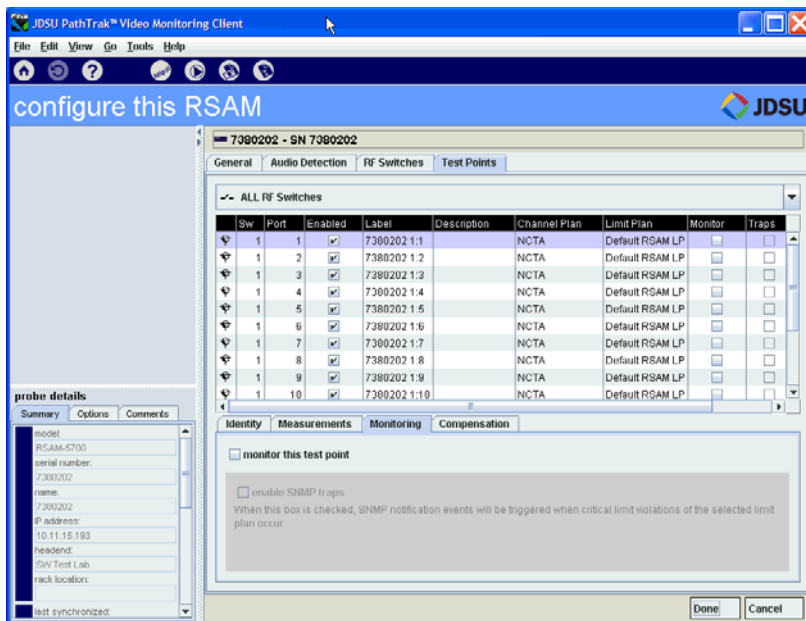 JDSU PathTrak™ Video Monitoring Client
File Edit View Go Tools Help
configure this RSAM
JDSU
7380202 - SN 7380202
General Audio Detection RF Switches Test Points
ALL RF Switches
Sw Port Enabled Label Description Channel Plan Limit Plan Monitor Traps
1 1 7380202 1:1 NCTA Default RSAM LP
1 2 7380202 1:2 NCTA Default RSAM LP
1 3 7380202 1:3 NCTA Default RSAM LP
1 4 7380202 1:4 NCTA Default RSAM LP
1 5 7380202 1:5 NCTA Default RSAM LP
1 6 7380202 1:6 NCTA Default RSAM LP
1 7 7380202 1:7 NCTA Default RSAM LP
1 8 7380202 1:8 NCTA Default RSAM LP
1 9 7380202 1:9 NCTA Default RSAM LP
1 10 7380202 1:10 NCTA Default RSAM LP
probe details
Summary Options Comments
model:
RSAM-5700
serial number:
7380202
name:
7380202
IP address:
10.11.15.193
headend:
SW Test Lab
rack location:
last synchronized:
Identity Measurements Monitoring Compensation
monitor this test point
enable SNMP traps
When this box is checked, SNMP notification events will be triggered when critical limit violations of the selected limit
plan occur.
Done Cancel